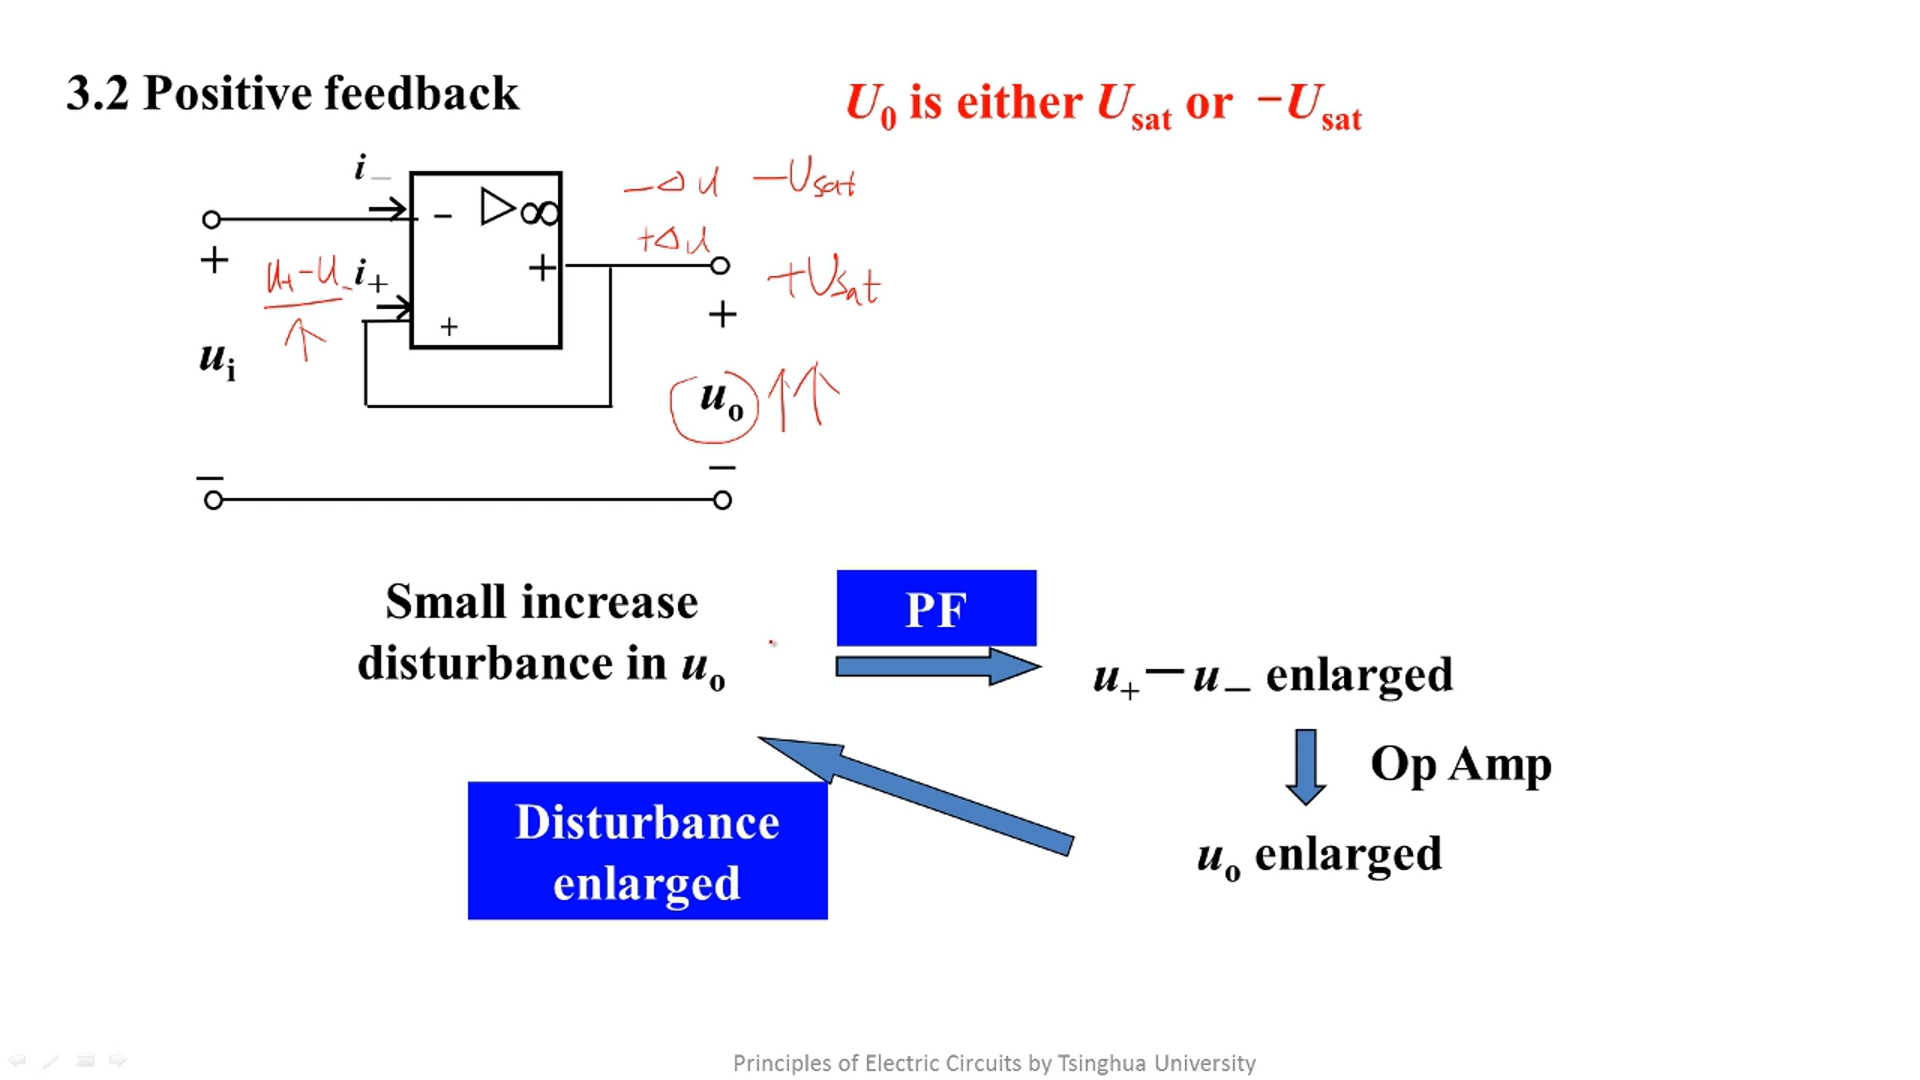 3.2 Positive feedback
U₀ is either Usat or −Usat
i−
− ▷∞
−Δu −Usat
+Δu
+
+
u+−u−
↑
i+
+
+Usat
+
+
ui
uo ↑↑
−
−
Small increase
disturbance in uo
PF
u+−u− enlarged
Op Amp
Disturbance
enlarged
uo enlarged
Principles of Electric Circuits by Tsinghua University